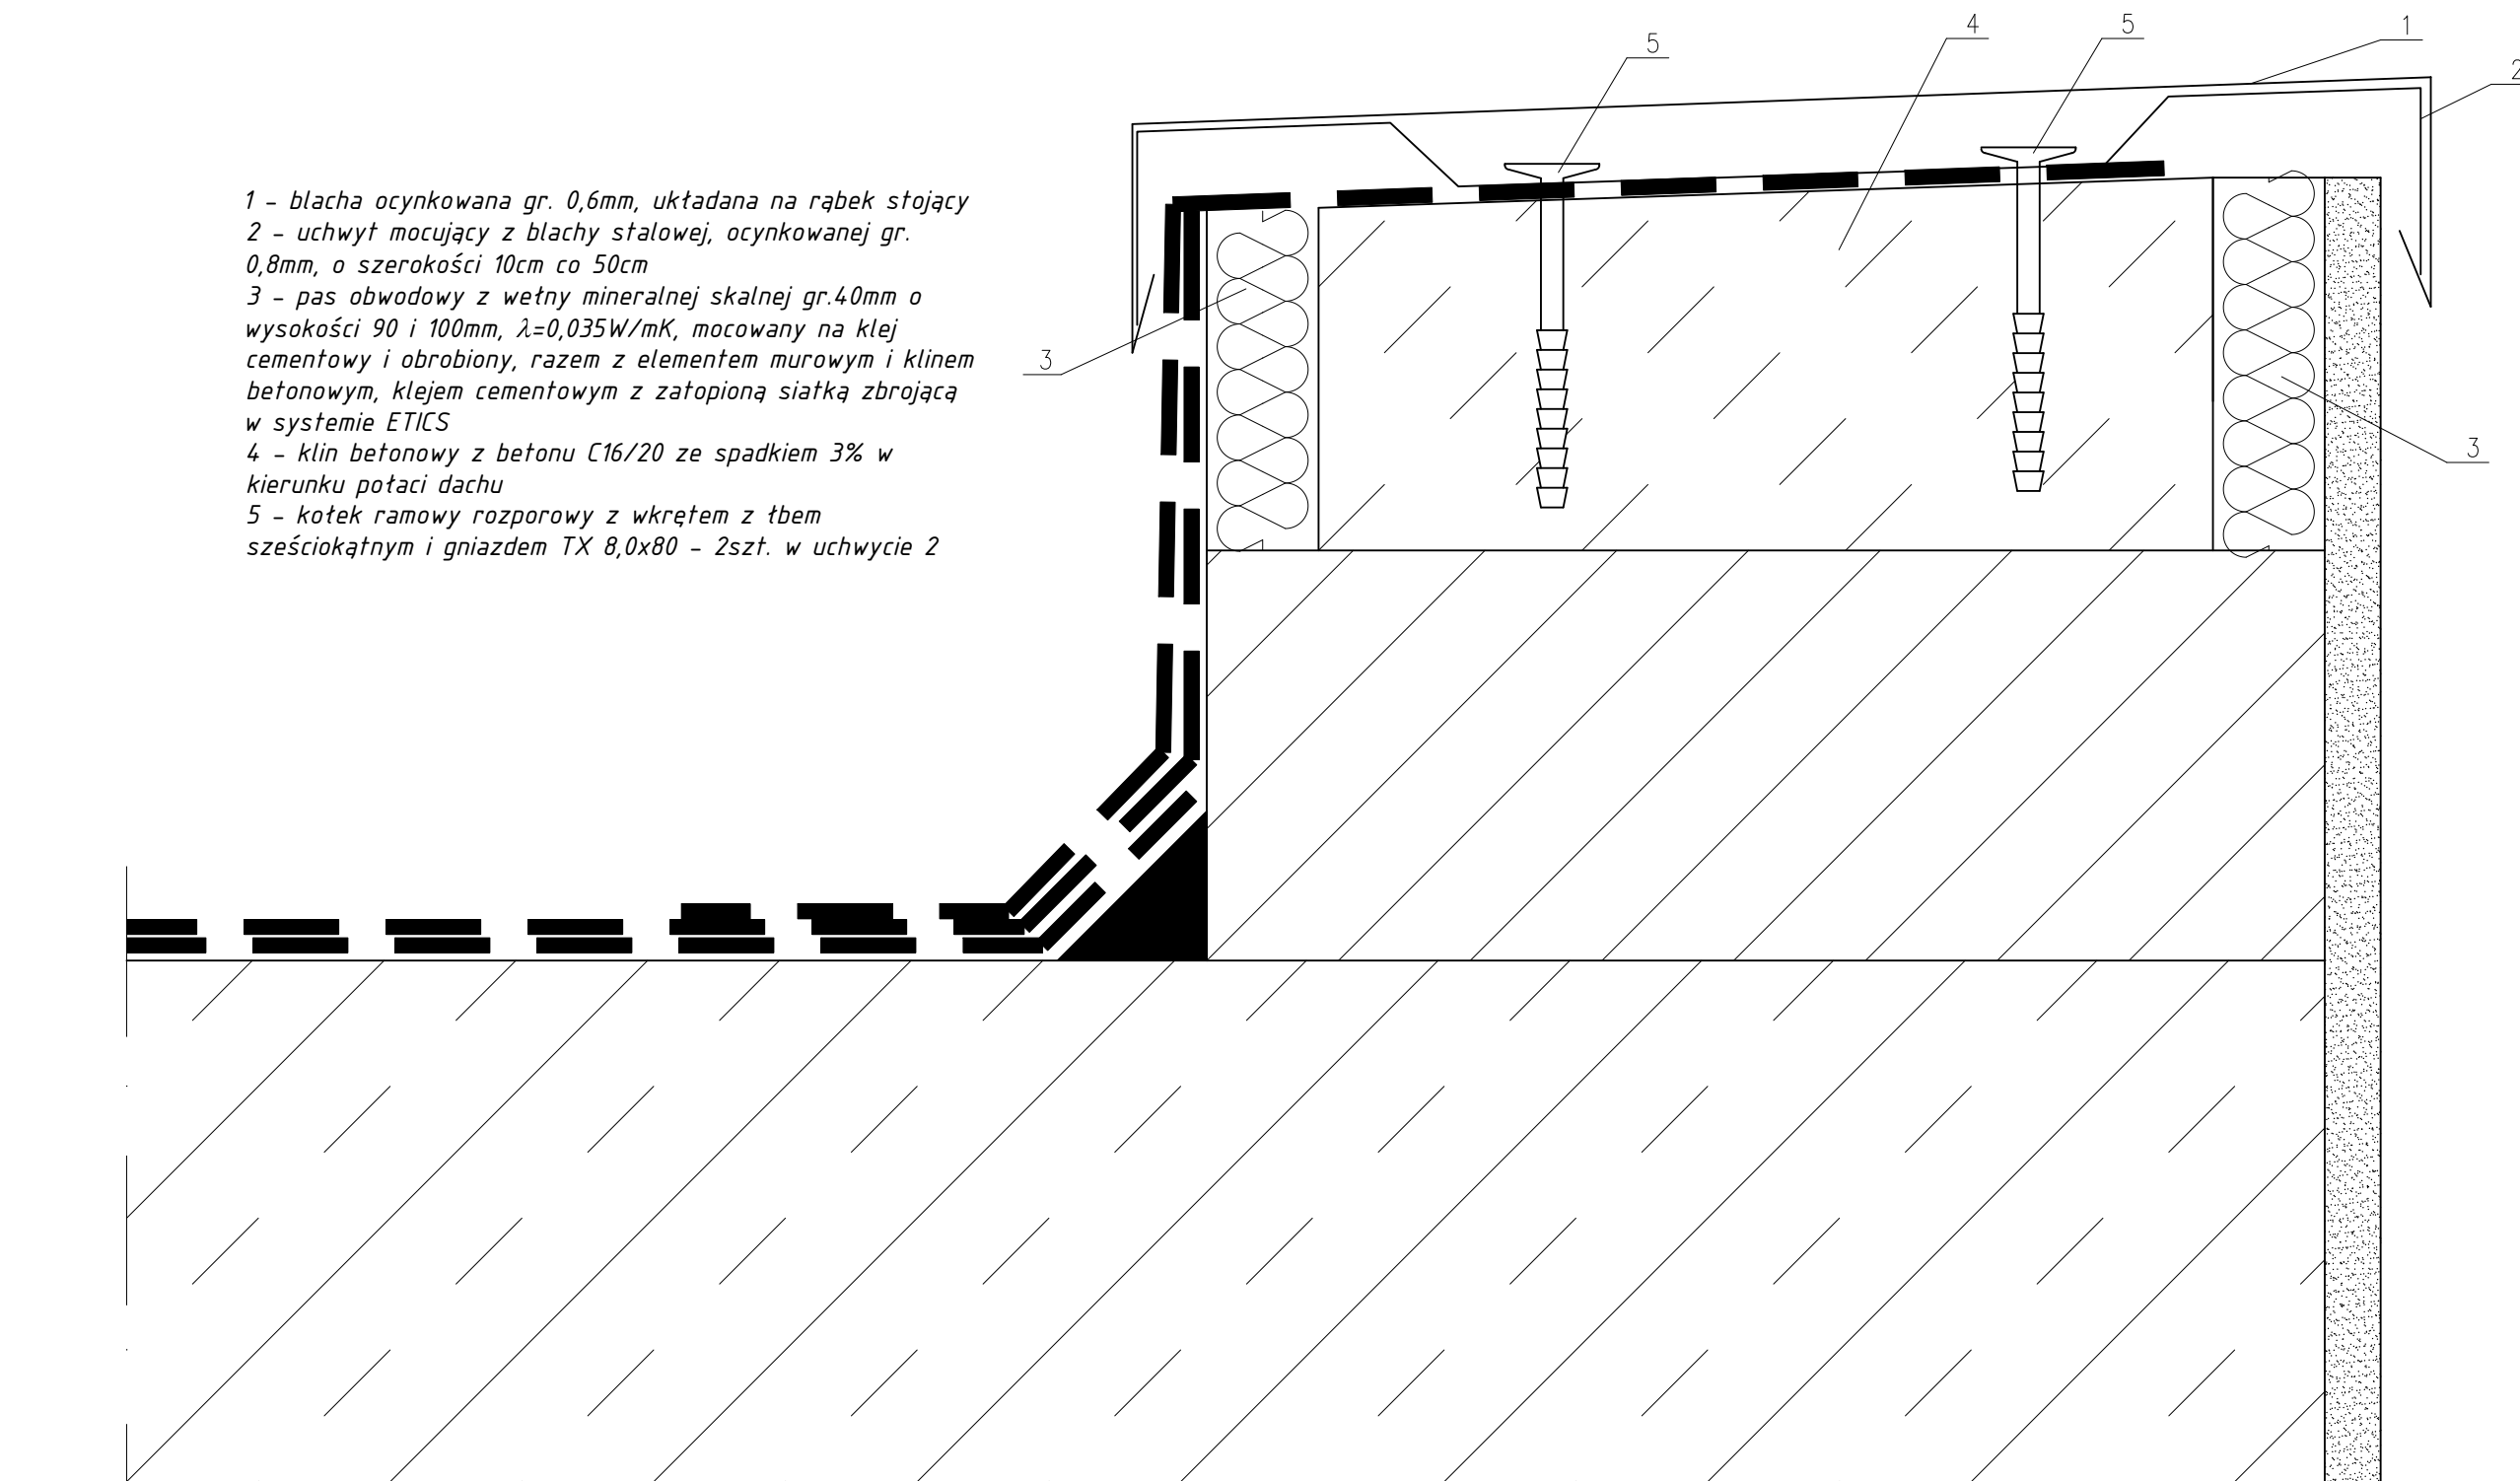 5
4
5
1
2
1 - blacha ocynkowana gr. 0,6mm, układana na rąbek stojący
2 - uchwyt mocujący z blachy stalowej, ocynkowanej gr.
0,8mm, o szerokości 10cm co 50cm
3 - pas obwodowy z wełny mineralnej skalnej gr.40mm o
wysokości 90 i 100mm, λ=0,035W/mK, mocowany na klej
cementowy i obrobiony, razem z elementem murowym i klinem
betonowym, klejem cementowym z zatopioną siatką zbrojącą
w systemie ETICS
4 - klin betonowy z betonu C16/20 ze spadkiem 3% w
kierunku połaci dachu
5 - kołek ramowy rozporowy z wkrętem z łbem
sześciokątnym i gniazdem TX 8,0x80 - 2szt. w uchwycie 2
3
3